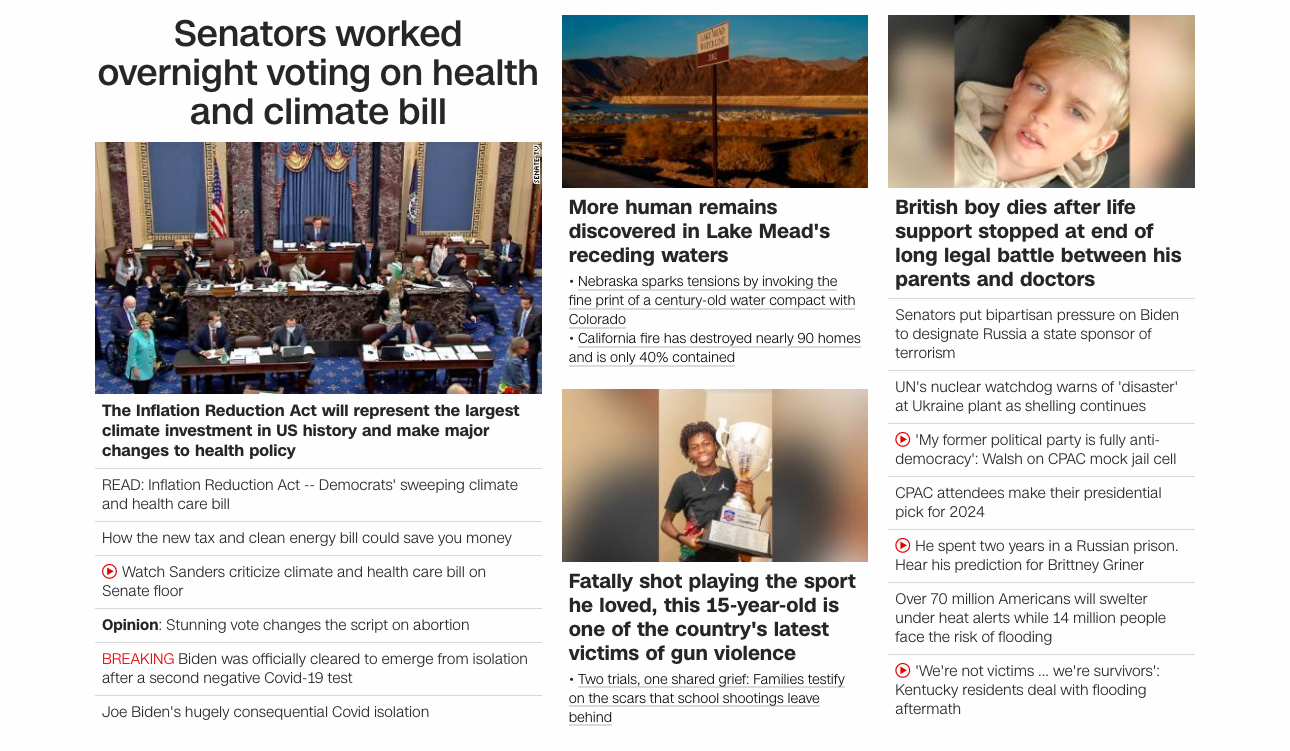 Senators worked
overnight voting on health
and climate bill
SENATE TV
The Inflation Reduction Act will represent the largest
climate investment in US history and make major
changes to health policy
READ: Inflation Reduction Act -- Democrats' sweeping climate
and health care bill
How the new tax and clean energy bill could save you money
Watch Sanders criticize climate and health care bill on
Senate floor
Opinion: Stunning vote changes the script on abortion
BREAKING Biden was officially cleared to emerge from isolation
after a second negative Covid-19 test
Joe Biden's hugely consequential Covid isolation
LAKE MEAD
WATER LINE
2002
More human remains
discovered in Lake Mead's
receding waters
• Nebraska sparks tensions by invoking the
fine print of a century-old water compact with
Colorado
• California fire has destroyed nearly 90 homes
and is only 40% contained
Fatally shot playing the sport
he loved, this 15-year-old is
one of the country's latest
victims of gun violence
• Two trials, one shared grief: Families testify
on the scars that school shootings leave
behind
British boy dies after life
support stopped at end of
long legal battle between his
parents and doctors
Senators put bipartisan pressure on Biden
to designate Russia a state sponsor of
terrorism
UN's nuclear watchdog warns of 'disaster'
at Ukraine plant as shelling continues
'My former political party is fully anti-
democracy': Walsh on CPAC mock jail cell
CPAC attendees make their presidential
pick for 2024
He spent two years in a Russian prison.
Hear his prediction for Brittney Griner
Over 70 million Americans will swelter
under heat alerts while 14 million people
face the risk of flooding
'We're not victims ... we're survivors':
Kentucky residents deal with flooding
aftermath